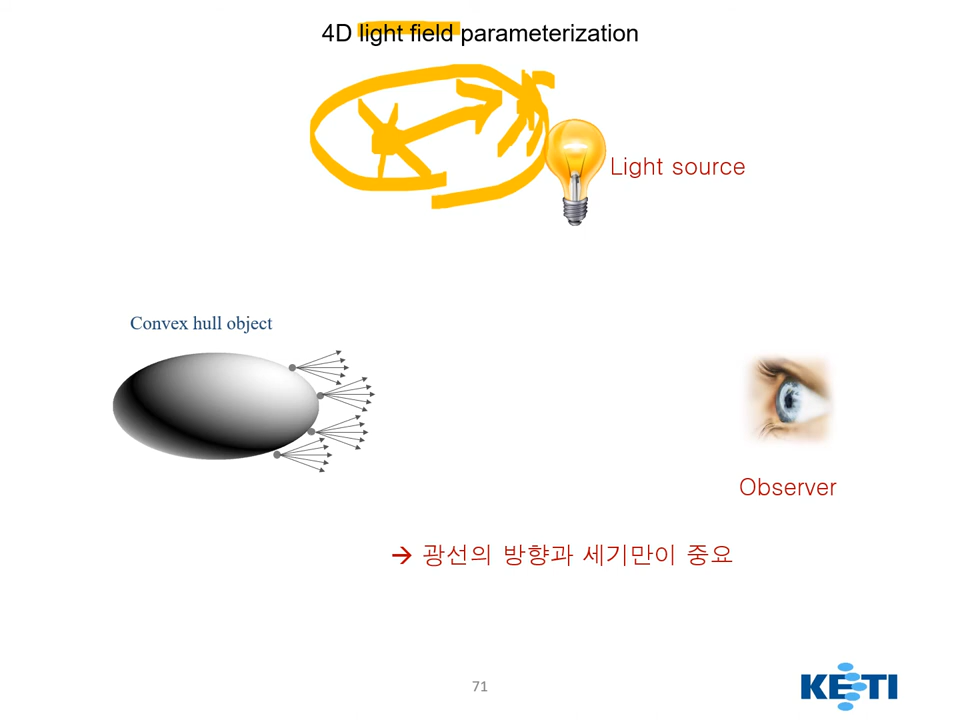 4D light field parameterization
Light source
Convex hull object
Observer
→ 광선의 방향과 세기만이 중요
71
KETI